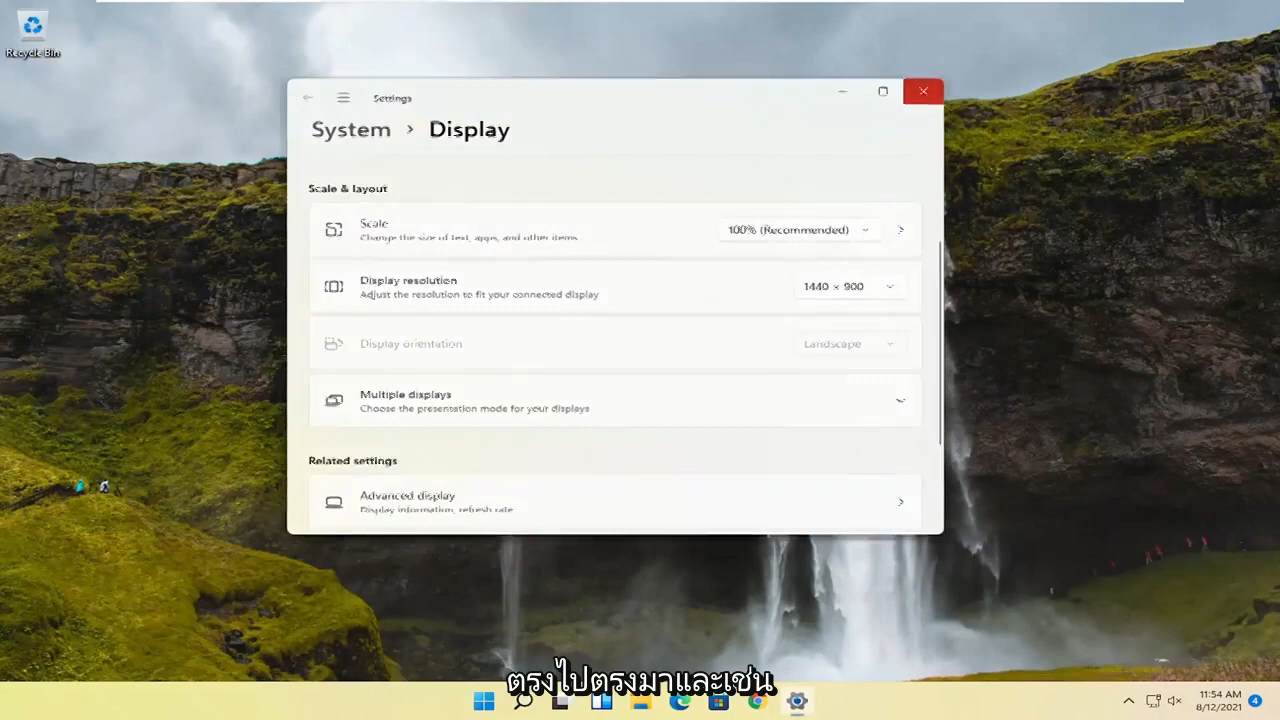 Recycle Bin
Settings
System > Display
Scale & layout
Scale
Change the size of text, apps, and other items
100% (Recommended)
Display resolution
Adjust the resolution to fit your connected display
1440 × 900
Display orientation
Landscape
Multiple displays
Choose the presentation mode for your displays
Related settings
Advanced display
Display information, refresh rate
ตรงไปตรงมาและเช่น
11:54 AM
8/12/2021
4